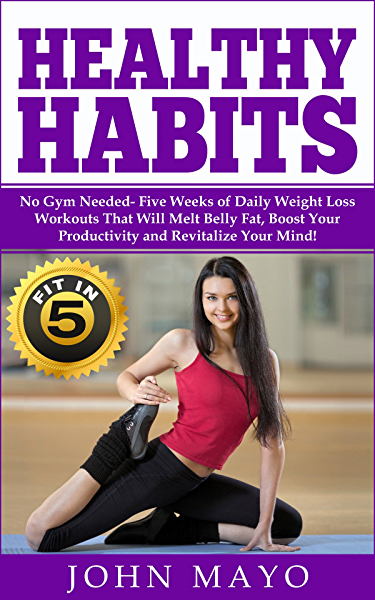 HEALTHY
HABITS
No Gym Needed- Five Weeks of Daily Weight Loss
Workouts That Will Melt Belly Fat, Boost Your
Productivity and Revitalize Your Mind!
FIT IN
5
JOHN MAYO